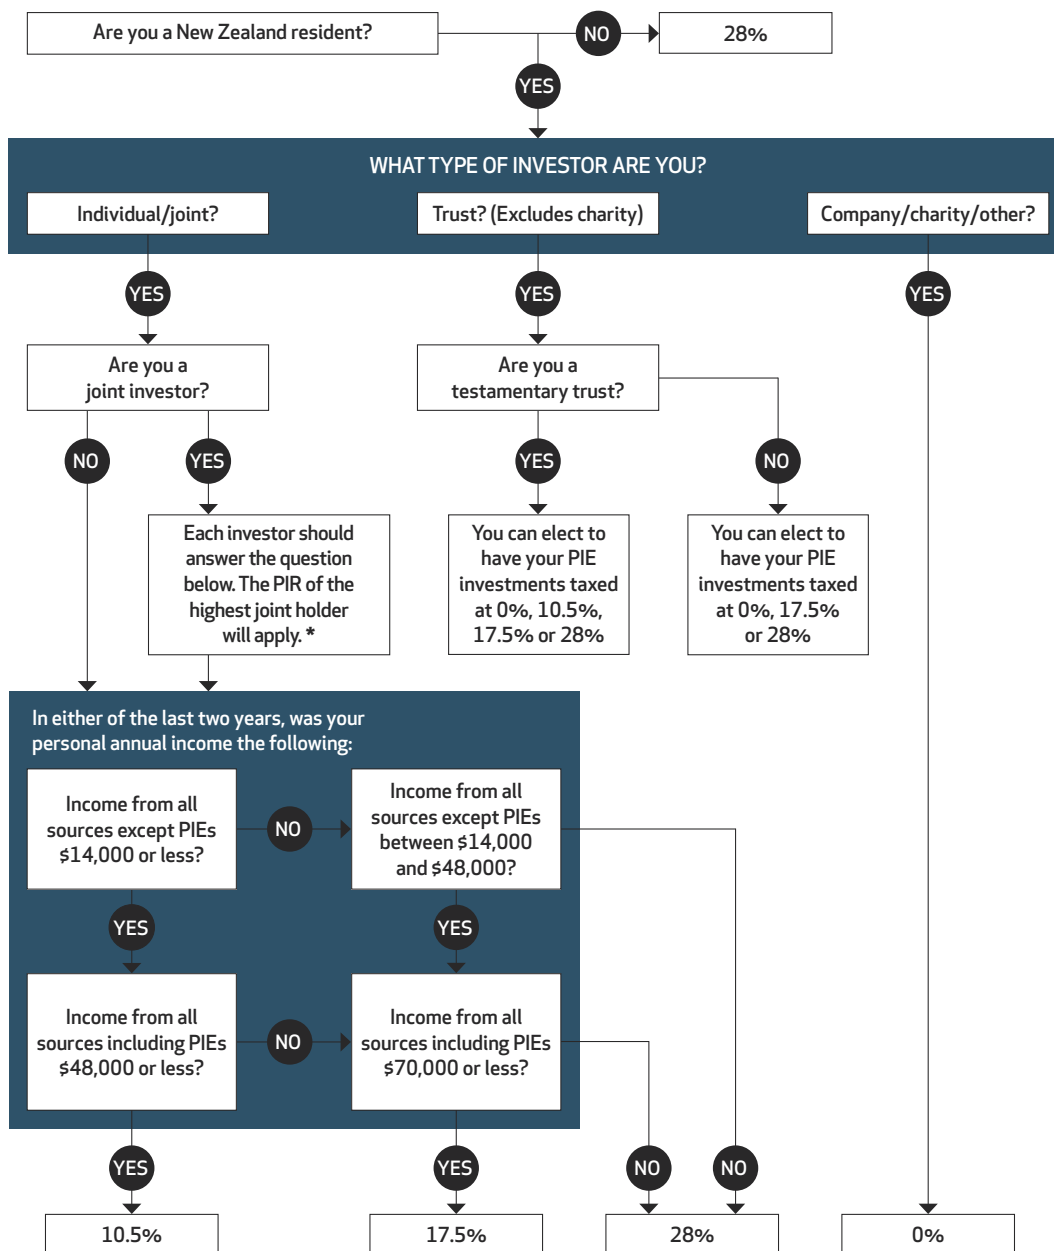 Are you a New Zealand resident?
NO
28%
YES
WHAT TYPE OF INVESTOR ARE YOU?
Individual/joint?
Trust? (Excludes charity)
Company/charity/other?
YES
YES
YES
Are you a
joint investor?
Are you a
testamentary trust?
NO
YES
YES
NO
Each investor should
answer the question
below. The PIR of the
highest joint holder
will apply. *
You can elect to
have your PIE
investments taxed
at 0%, 10.5%,
17.5% or 28%
You can elect to
have your PIE
investments taxed
at 0%, 17.5%
or 28%
In either of the last two years, was your
personal annual income the following:
Income from all
sources except PIEs
$14,000 or less?
NO
Income from all
sources except PIEs
between $14,000
and $48,000?
YES
YES
Income from all
sources including PIEs
$48,000 or less?
NO
Income from all
sources including PIEs
$70,000 or less?
YES
YES
NO
NO
10.5%
17.5%
28%
0%